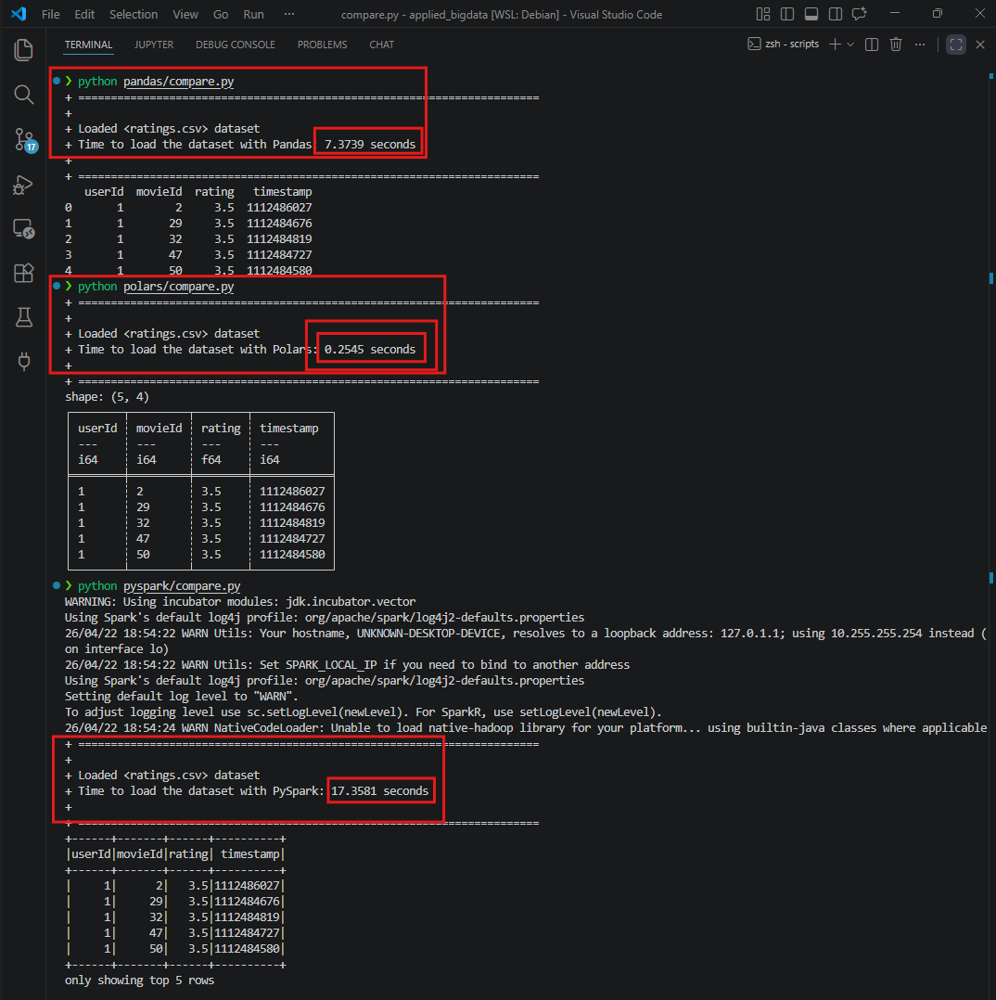 File Edit Selection View Go Run ··· compare.py - applied_bigdata [WSL: Debian] - Visual Studio Code
TERMINAL JUPYTER DEBUG CONSOLE PROBLEMS CHAT zsh - scripts
17
❯ python pandas/compare.py
+ ======================================================================
+
+ Loaded <ratings.csv> dataset
+ Time to load the dataset with Pandas 7.3739 seconds
+
+ ======================================================================
userId movieId rating timestamp
0 1 2 3.5 1112486027
1 1 29 3.5 1112484676
2 1 32 3.5 1112484819
3 1 47 3.5 1112484727
4 1 50 3.5 1112484580
❯ python polars/compare.py
+ ======================================================================
+
+ Loaded <ratings.csv> dataset
+ Time to load the dataset with Polars: 0.2545 seconds
+
+ ======================================================================
shape: (5, 4)
userId movieId rating timestamp
--- --- --- ---
i64 i64 f64 i64
1 2 3.5 1112486027
1 29 3.5 1112484676
1 32 3.5 1112484819
1 47 3.5 1112484727
1 50 3.5 1112484580
❯ python pyspark/compare.py
WARNING: Using incubator modules: jdk.incubator.vector
Using Spark's default log4j profile: org/apache/spark/log4j2-defaults.properties
26/04/22 18:54:22 WARN Utils: Your hostname, UNKNOWN-DESKTOP-DEVICE, resolves to a loopback address: 127.0.1.1; using 10.255.255.254 instead (
on interface lo)
26/04/22 18:54:22 WARN Utils: Set SPARK_LOCAL_IP if you need to bind to another address
Using Spark's default log4j profile: org/apache/spark/log4j2-defaults.properties
Setting default log level to "WARN".
To adjust logging level use sc.setLogLevel(newLevel). For SparkR, use setLogLevel(newLevel).
26/04/22 18:54:24 WARN NativeCodeLoader: Unable to load native-hadoop library for your platform... using builtin-java classes where applicable
+ ======================================================================
+
+ Loaded <ratings.csv> dataset
+ Time to load the dataset with PySpark: 17.3581 seconds
+
+ ======================================================================
+------+-------+------+----------+
|userId|movieId|rating| timestamp|
+------+-------+------+----------+
|     1|      2|   3.5|1112486027|
|     1|     29|   3.5|1112484676|
|     1|     32|   3.5|1112484819|
|     1|     47|   3.5|1112484727|
|     1|     50|   3.5|1112484580|
+------+-------+------+----------+
only showing top 5 rows